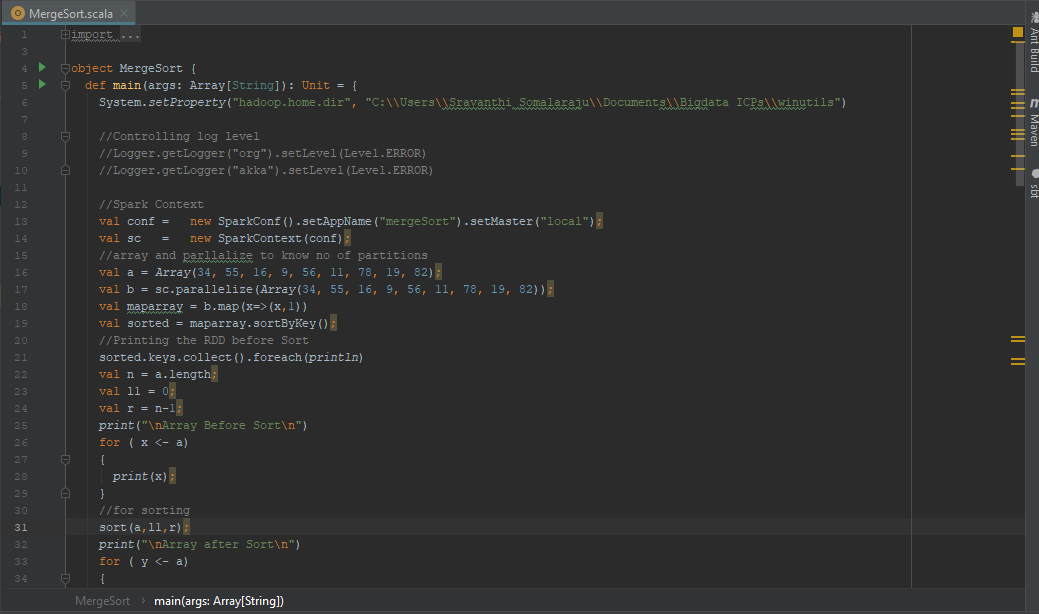 MergeSort.scala
1 import ...
3
4 object MergeSort {
5 def main(args: Array[String]): Unit = {
6 System.setProperty("hadoop.home.dir", "C:\\Users\\Sravanthi Somalaraju\\Documents\\Bigdata ICPs\\winutils")
7
8 //Controlling log level
9 //Logger.getLogger("org").setLevel(Level.ERROR)
10 //Logger.getLogger("akka").setLevel(Level.ERROR)
11
12 //Spark Context
13 val conf =   new SparkConf().setAppName("mergeSort").setMaster("local");
14 val sc   =   new SparkContext(conf);
15 //array and parllalize to know no of partitions
16 val a = Array(34, 55, 16, 9, 56, 11, 78, 19, 82);
17 val b = sc.parallelize(Array(34, 55, 16, 9, 56, 11, 78, 19, 82));
18 val maparray = b.map(x=>(x,1))
19 val sorted = maparray.sortByKey();
20 //Printing the RDD before Sort
21 sorted.keys.collect().foreach(println)
22 val n = a.length;
23 val ll = 0;
24 val r = n-1;
25 print("\nArray Before Sort\n")
26 for ( x <- a)
27 {
28 print(x);
29 }
30 //for sorting
31 sort(a,ll,r);
32 print("\nArray after Sort\n")
33 for ( y <- a)
34 {
MergeSort > main(args: Array[String])
Ant Build
Maven
sbt